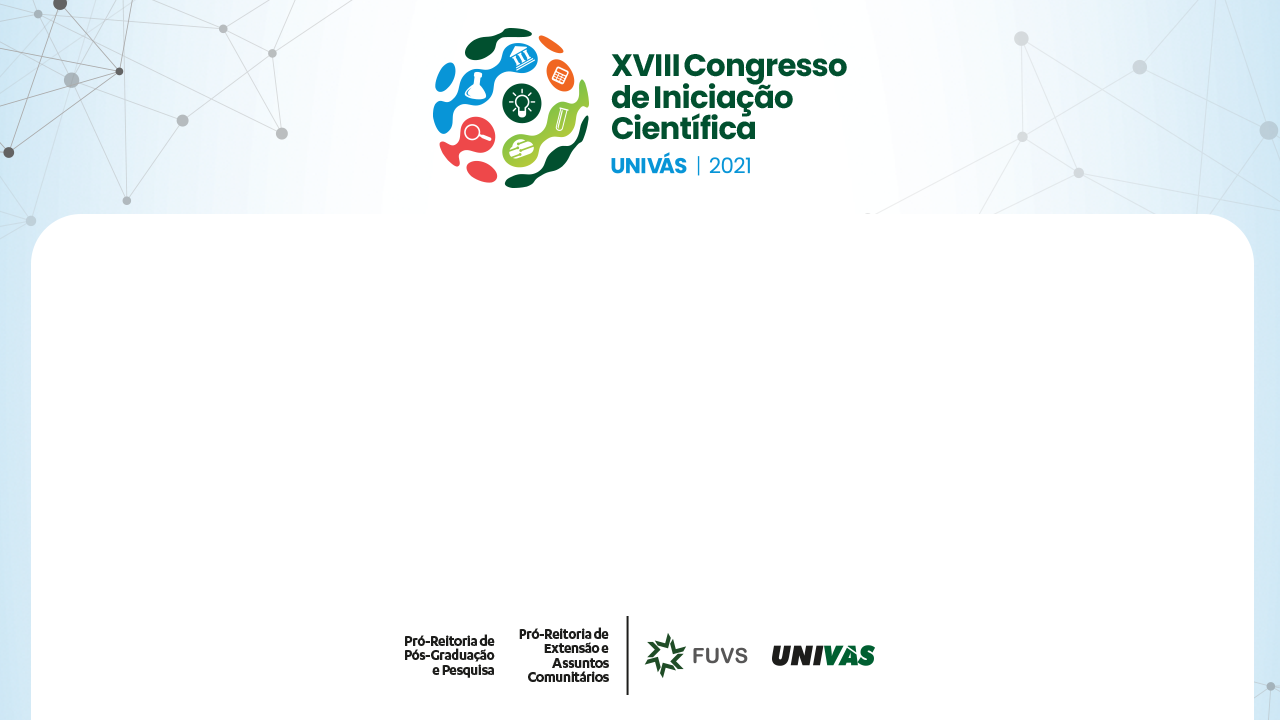 XVIII Congresso
de Iniciação
Científica
UNIVÁS | 2021
Pró-Reitoria de
Pós-Graduação
e Pesquisa
Pró-Reitoria de
Extensão e
Assuntos
Comunitários
FUVS
UNIVÁS